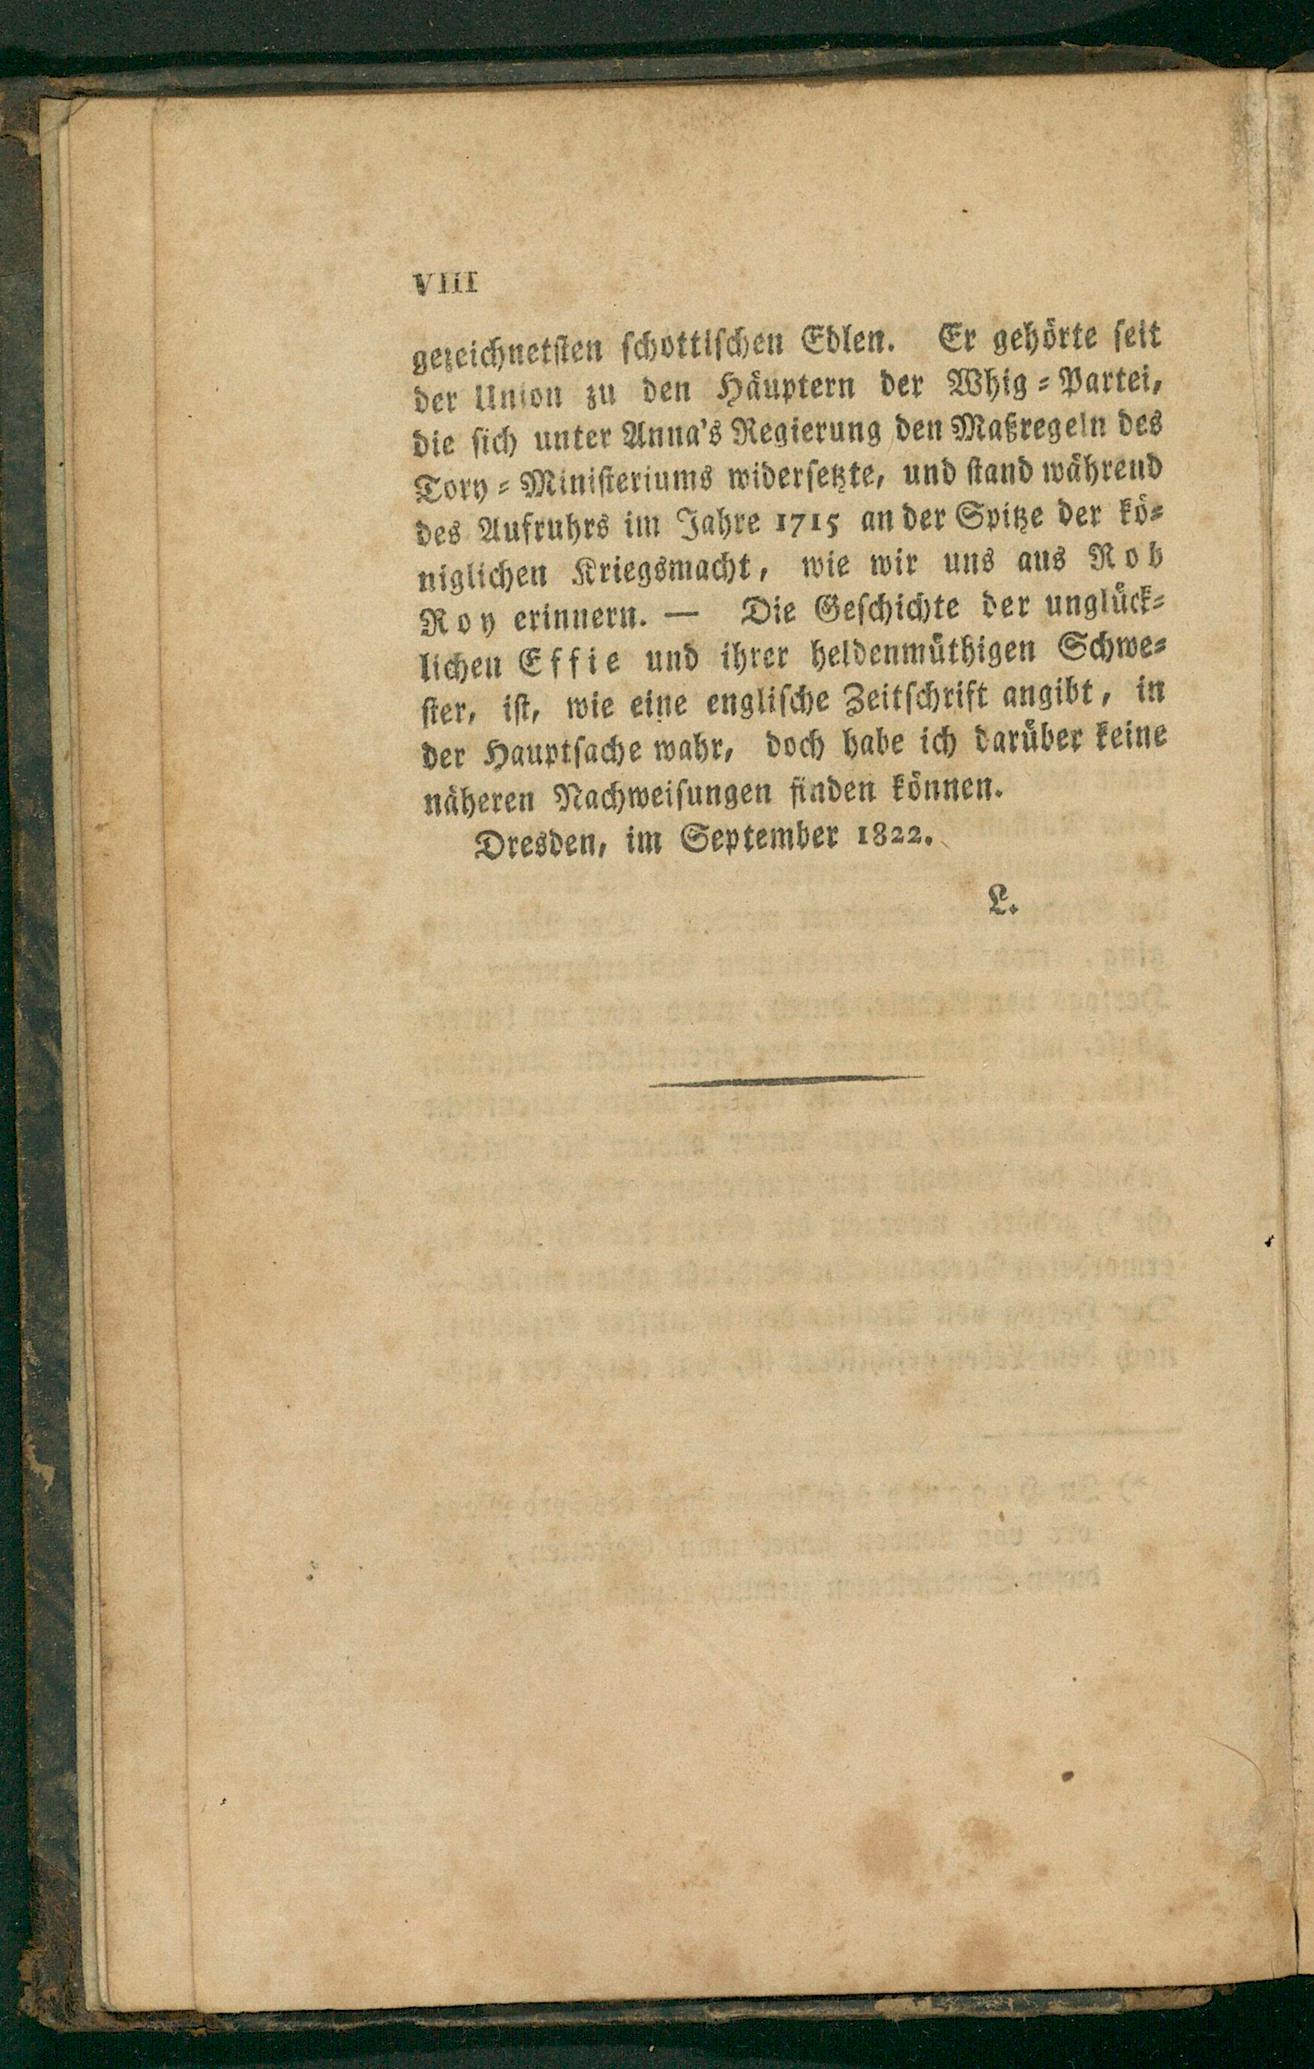 VIII
gezeichnetsten schottischen Edlen. Er gehörte seit
der Union zu den Häuptern der Whig-Partei,
die sich unter Anna's Regierung den Maßregeln des
Tory-Ministeriums widersetzte, und stand während
des Aufruhrs im Jahre 1715 an der Spitze der kö-
niglichen Kriegsmacht, wie wir uns aus Rob
Roy erinnern. — Die Geschichte der unglück-
lichen Effie und ihrer heldenmüthigen Schwe-
ster, ist, wie eine englische Zeitschrift angibt, in
der Hauptsache wahr, doch habe ich darüber keine
näheren Nachweisungen finden können.
Dresden, im September 1822.
L.